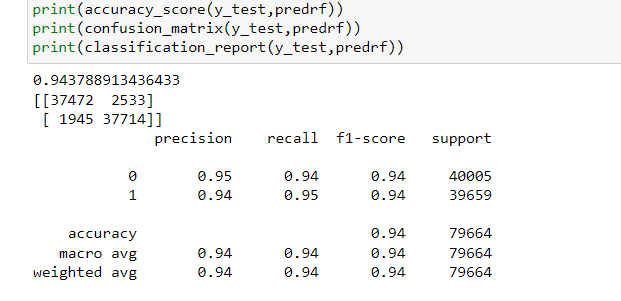 print(accuracy_score(y_test,predrf))
print(confusion_matrix(y_test,predrf))
print(classification_report(y_test,predrf))
0.943788913436433
[[37472  2533]
 [ 1945 37714]]
              precision    recall  f1-score   support
           0       0.95      0.94      0.94     40005
           1       0.94      0.95      0.94     39659
    accuracy                           0.94     79664
   macro avg       0.94      0.94      0.94     79664
weighted avg       0.94      0.94      0.94     79664